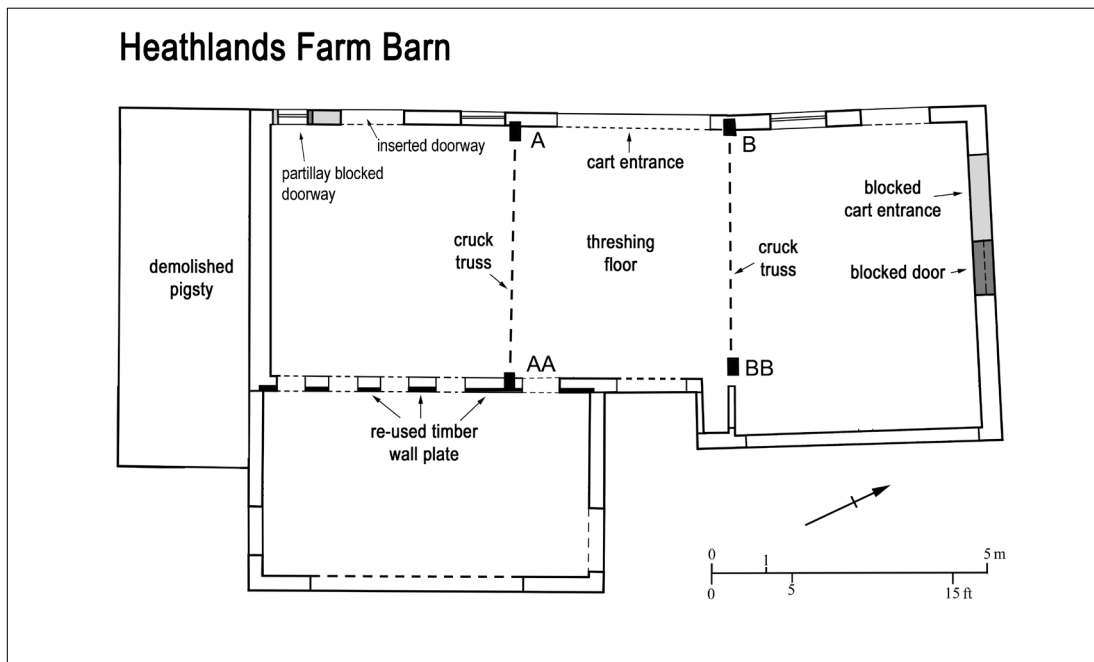 Heathlands Farm Barn
partillay blocked
doorway
inserted doorway
A
cart entrance
B
blocked
cart entrance
demolished
pigsty
cruck
truss
threshing
floor
cruck
truss
blocked door
AA
BB
re-used timber
wall plate
0
1
5 m
0
5
15 ft